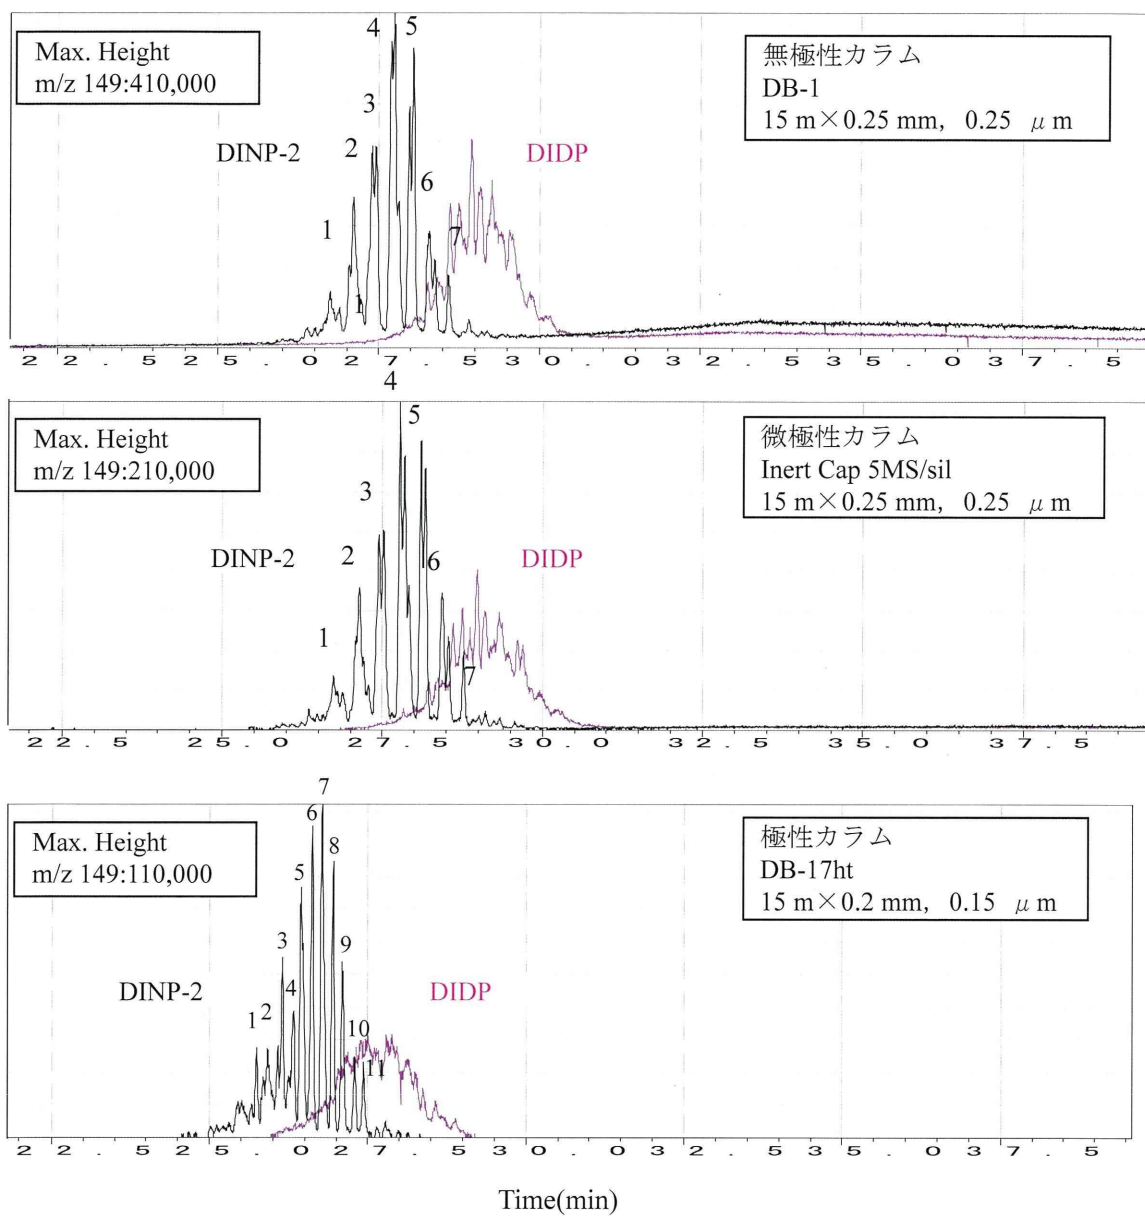 Max. Height
m/z 149:410,000
無極性カラム
DB-1
15 m×0.25 mm, 0.25 μ m
DINP-2
DIDP
4
5
3
2
6
1
7
1
2 2 . 5 2 5 . 0 2 7 . 5 3 0 . 0 3 2 . 5 3 5 . 0 3 7 . 5
Max. Height
m/z 149:210,000
微極性カラム
Inert Cap 5MS/sil
15 m×0.25 mm, 0.25 μ m
DINP-2
DIDP
4
5
3
2
6
1
7
2 2 . 5 2 5 . 0 2 7 . 5 3 0 . 0 3 2 . 5 3 5 . 0 3 7 . 5
Max. Height
m/z 149:110,000
極性カラム
DB-17ht
15 m×0.2 mm, 0.15 μ m
DINP-2
DIDP
7
6
8
5
3
9
4
2
1
10
11
2 2 . 5 2 5 . 0 2 7 . 5 3 0 . 0 3 2 . 5 3 5 . 0 3 7 . 5
Time(min)